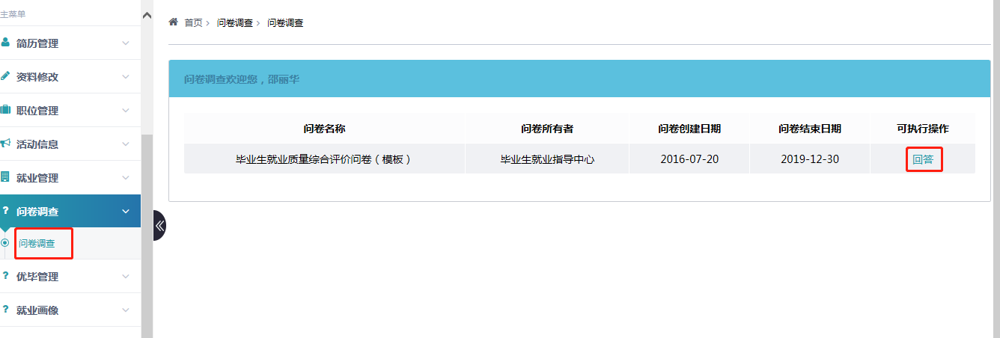 主菜单
简历管理
资料修改
职位管理
活动信息
就业管理
问卷调查
问卷调查
优毕管理
就业画像
首页 > 问卷调查 > 问卷调查
问卷调查欢迎您，邵丽华
问卷名称 问卷所有者 问卷创建日期 问卷结束日期 可执行操作
毕业生就业质量综合评价问卷（模板） 毕业生就业指导中心 2016-07-20 2019-12-30 回答